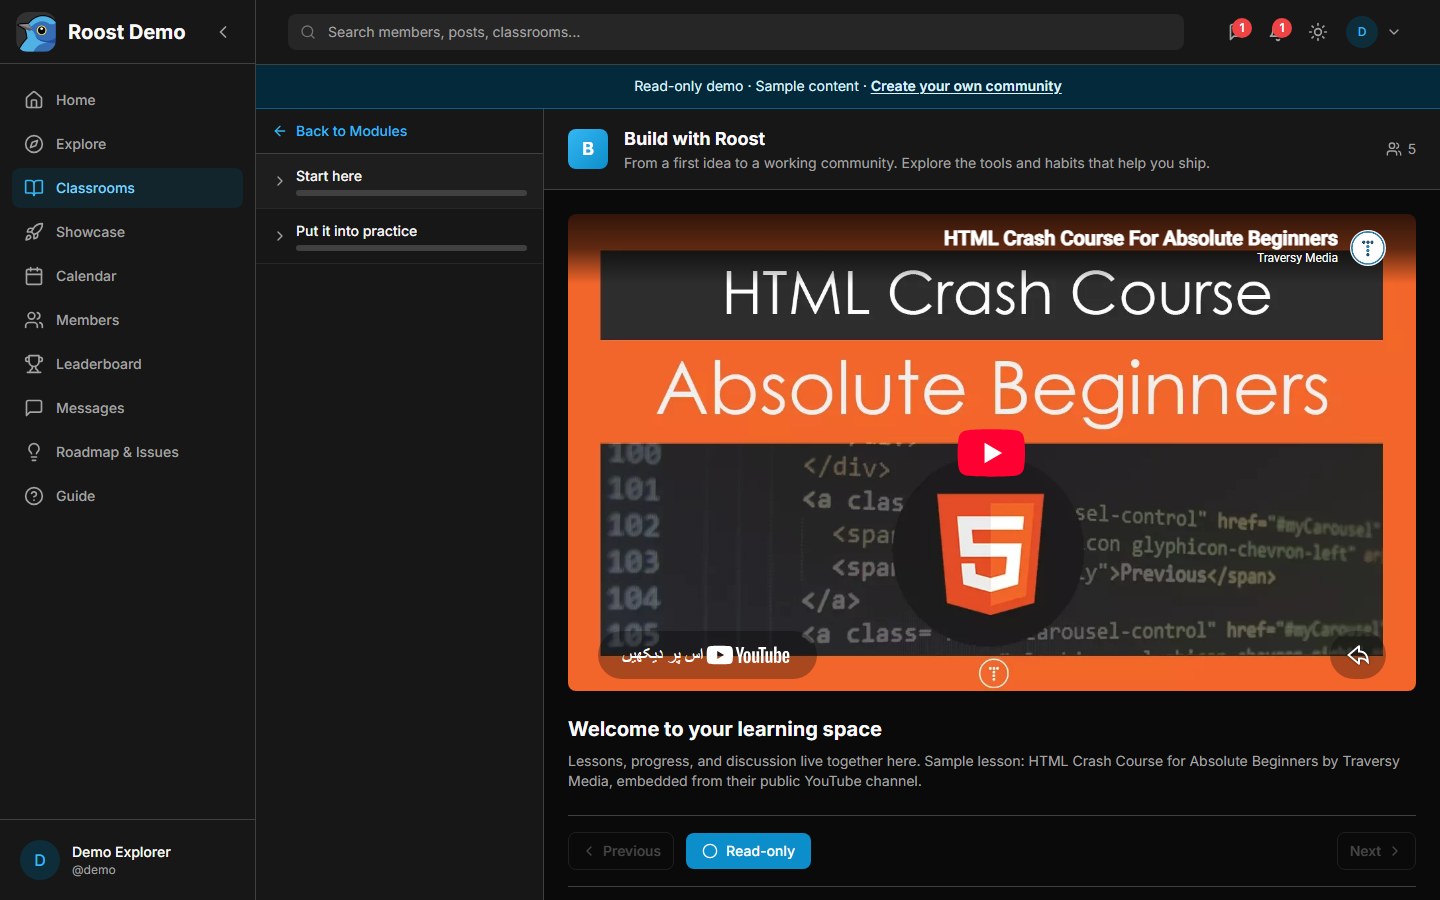 Roost Demo
Search members, posts, classrooms...
1
1
D
Read-only demo · Sample content · Create your own community
Home
Explore
Classrooms
Showcase
Calendar
Members
Leaderboard
Messages
Roadmap & Issues
Guide
D
Demo Explorer
@demo
Back to Modules
Start here
Put it into practice
B
Build with Roost
From a first idea to a working community. Explore the tools and habits that help you ship.
5
HTML Crash Course For Absolute Beginners
Traversy Media
HTML Crash Course
Absolute Beginners
100
</div>
101
<a clas
sel-control" href="#myCarousel"
102
<spa
con glyphicon-chevron-left"
103
<spa
y">Previous</span>
104
</a>
105
<a class=
arousel-control" href="#myCarousel"
اس پر دیکھیں YouTube
Welcome to your learning space
Lessons, progress, and discussion live together here. Sample lesson: HTML Crash Course for Absolute Beginners by Traversy
Media, embedded from their public YouTube channel.
Previous
Read-only
Next